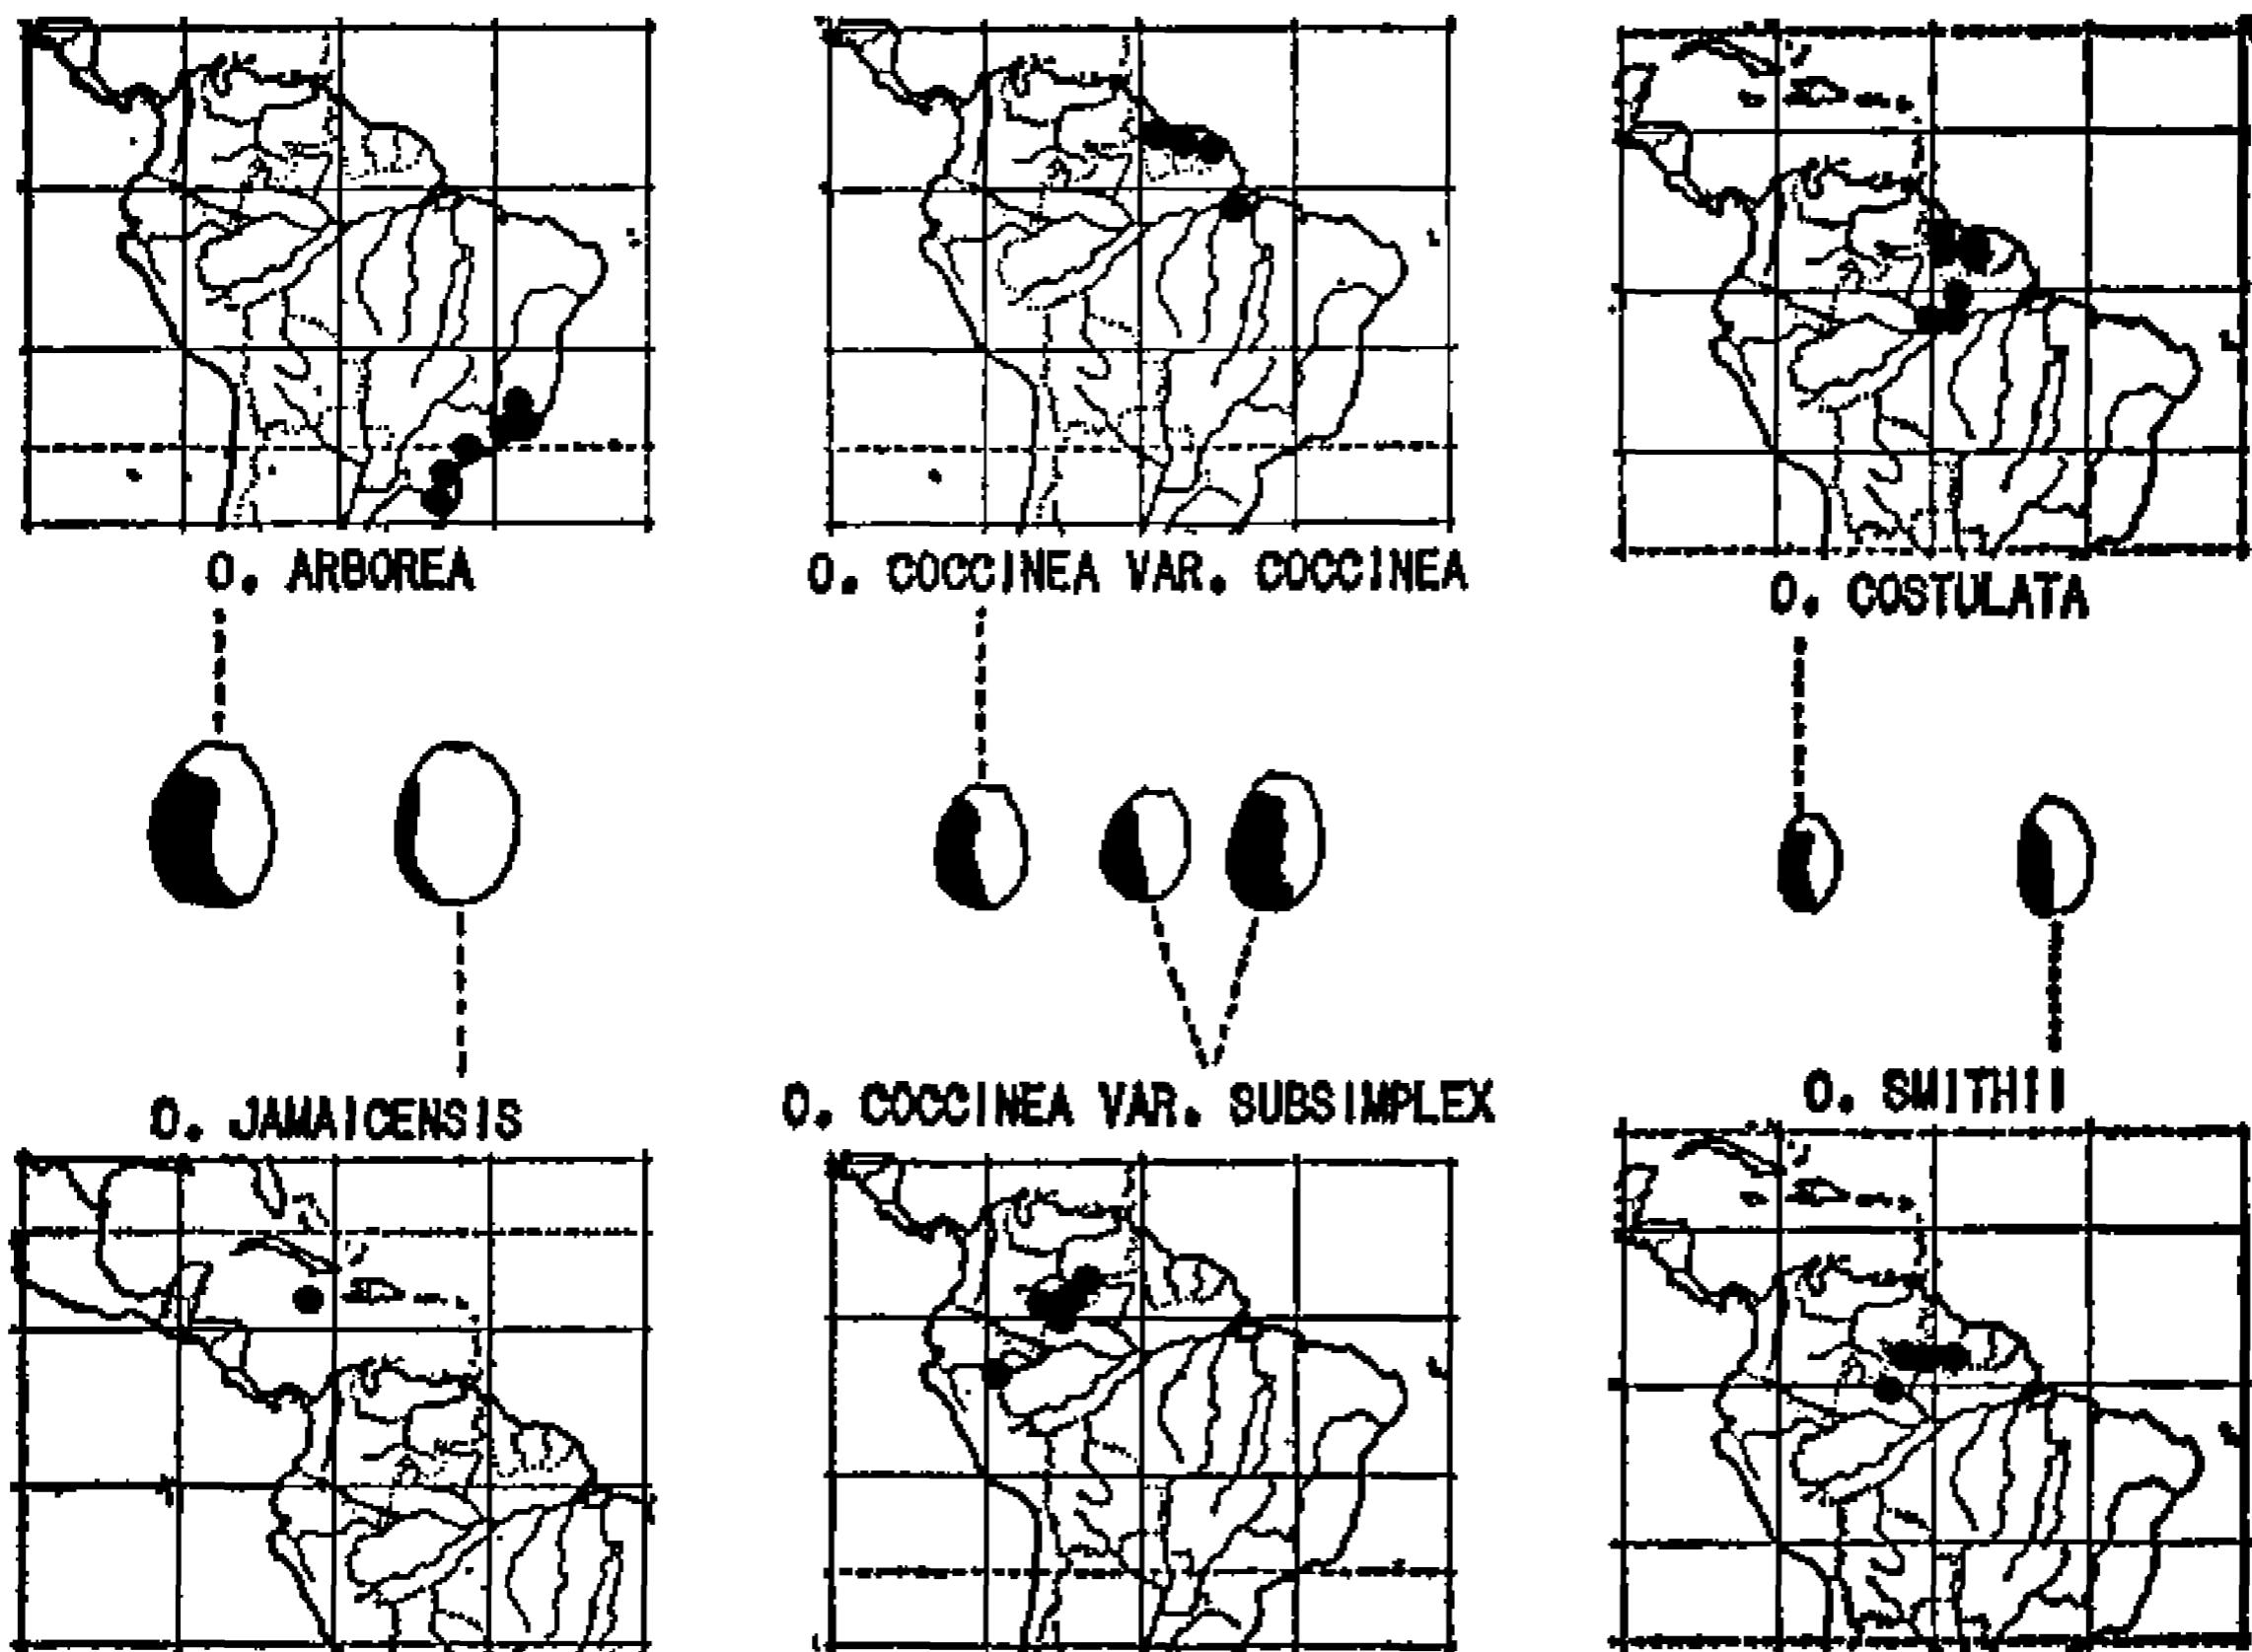 O. ARBOREA
O. COCCINEA VAR. COCCINEA
O. COSTULATA
O. JAMAICENSIS
O. COCCINEA VAR. SUBSIMPLEX
O. SMITHII